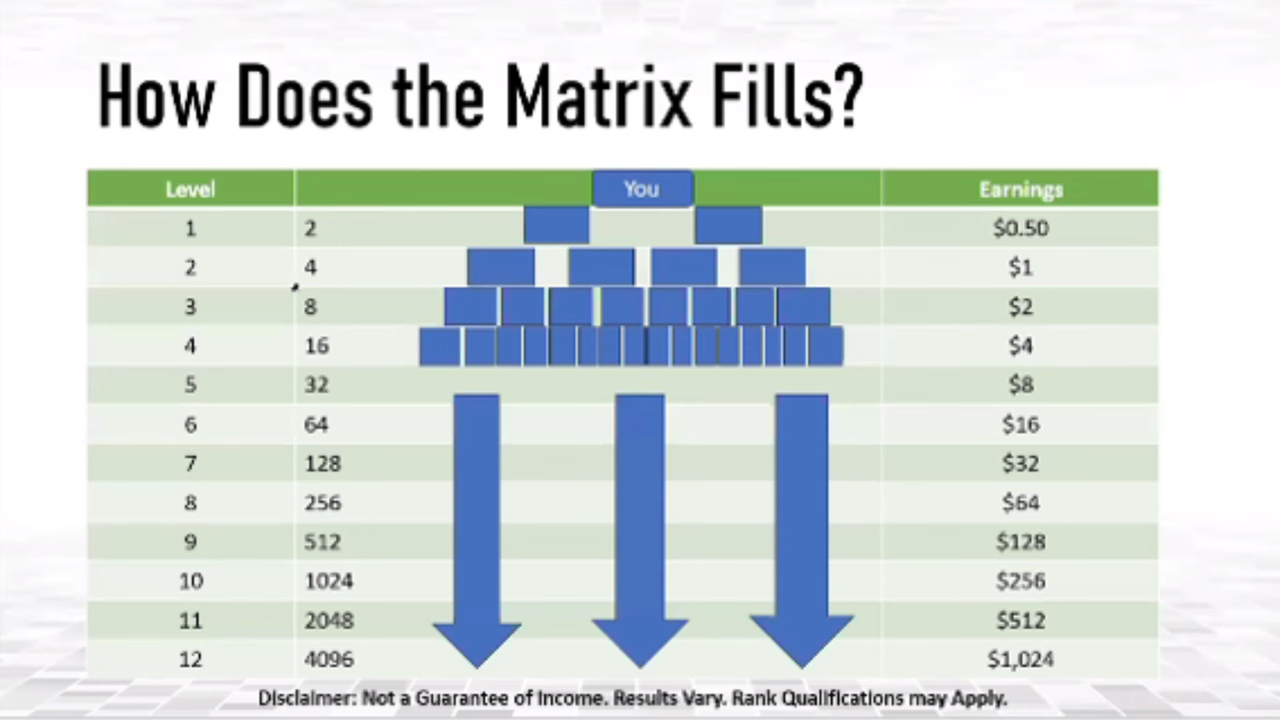 How Does the Matrix Fills?
Level You Earnings
1 2 $0.50
2 4 $1
3 8 $2
4 16 $4
5 32 $8
6 64 $16
7 128 $32
8 256 $64
9 512 $128
10 1024 $256
11 2048 $512
12 4096 $1,024
Disclaimer: Not a Guarantee of Income. Results Vary. Rank Qualifications may Apply.